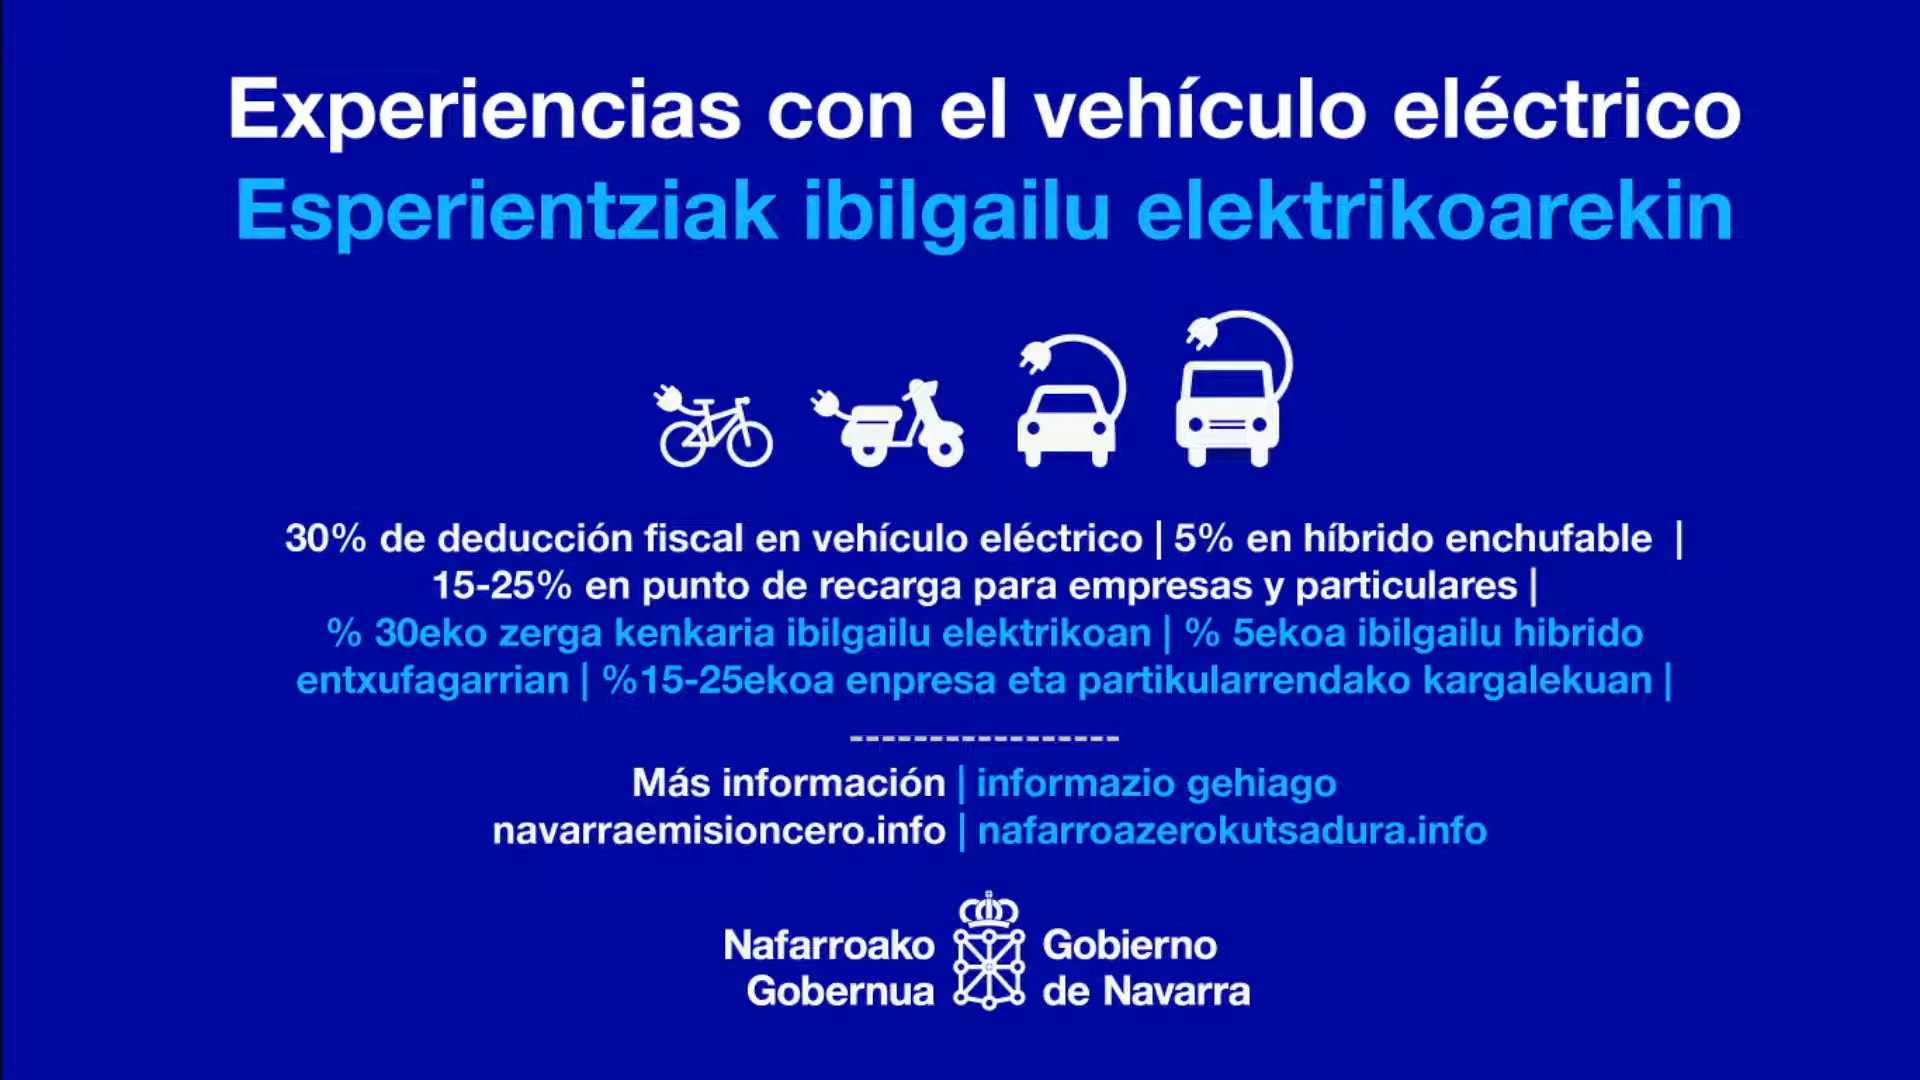 Experiencias con el vehículo eléctrico
Esperientziak ibilgailu elektrikoarekin
30% de deducción fiscal en vehículo eléctrico | 5% en híbrido enchufable |
15-25% en punto de recarga para empresas y particulares |
% 30eko zerga kenkaria ibilgailu elektrikoan | % 5ekoa ibilgailu hibrido
entxufagarrian | %15-25ekoa enpresa eta partikularrendako kargalekuan |
-----------------
Más información | informazio gehiago
navarraemisioncero.info | nafarroazerokutsadura.info
Nafarroako Gobierno
Gobernua de Navarra